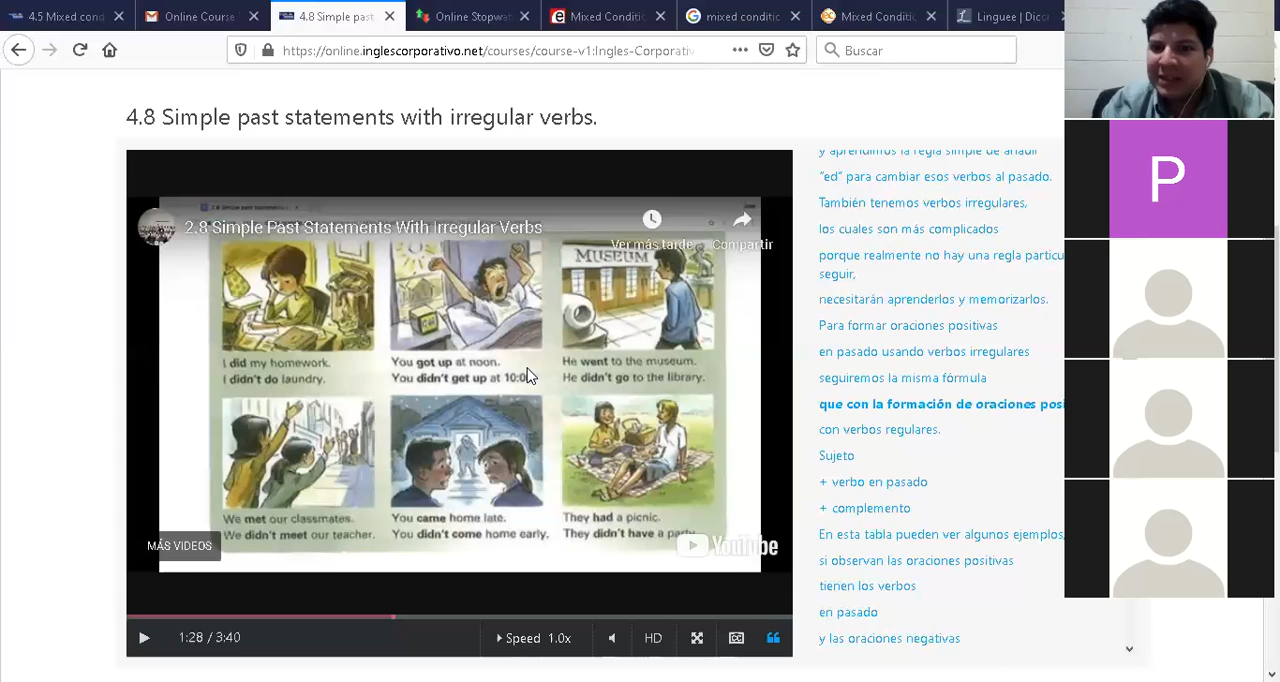 4.5 Mixed cond
Online Course
4.8 Simple past
Online Stopwat
Mixed Conditic
mixed conditic
Mixed Conditic
Linguee | Dicc
https://online.inglescorporativo.net/courses/course-v1:Ingles-Corporativ
Buscar
4.8 Simple past statements with irregular verbs.
2.8 Simple Past Statements With Irregular Verbs
Ver más tarde
Compartir
MUSEUM
I did my homework.
I didn't do laundry.
You got up at noon.
You didn't get up at 10:0
He went to the museum.
He didn't go to the library.
We met our classmates.
We didn't meet our teacher.
You came home late.
You didn't come home early.
They had a picnic.
They didn't have a party.
MÁS VIDEOS
YouTube
1:28 / 3:40
Speed 1.0x
HD
y aprendimos la regla simple de añadir
"ed" para cambiar esos verbos al pasado.
También tenemos verbos irregulares,
los cuales son más complicados
porque realmente no hay una regla particu
seguir,
necesitarán aprenderlos y memorizarlos.
Para formar oraciones positivas
en pasado usando verbos irregulares
seguiremos la misma fórmula
que con la formación de oraciones posi
con verbos regulares.
Sujeto
+ verbo en pasado
+ complemento
En esta tabla pueden ver algunos ejemplos,
si observan las oraciones positivas
tienen los verbos
en pasado
y las oraciones negativas
P